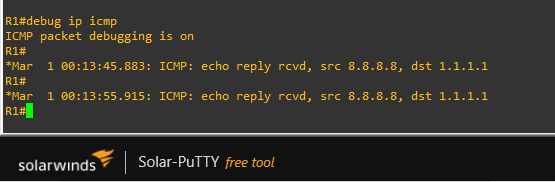 R1#debug ip icmp
ICMP packet debugging is on
R1#
*Mar  1 00:13:45.883: ICMP: echo reply rcvd, src 8.8.8.8, dst 1.1.1.1
R1#
*Mar  1 00:13:55.915: ICMP: echo reply rcvd, src 8.8.8.8, dst 1.1.1.1
R1#
solarwinds | Solar-PuTTY free tool